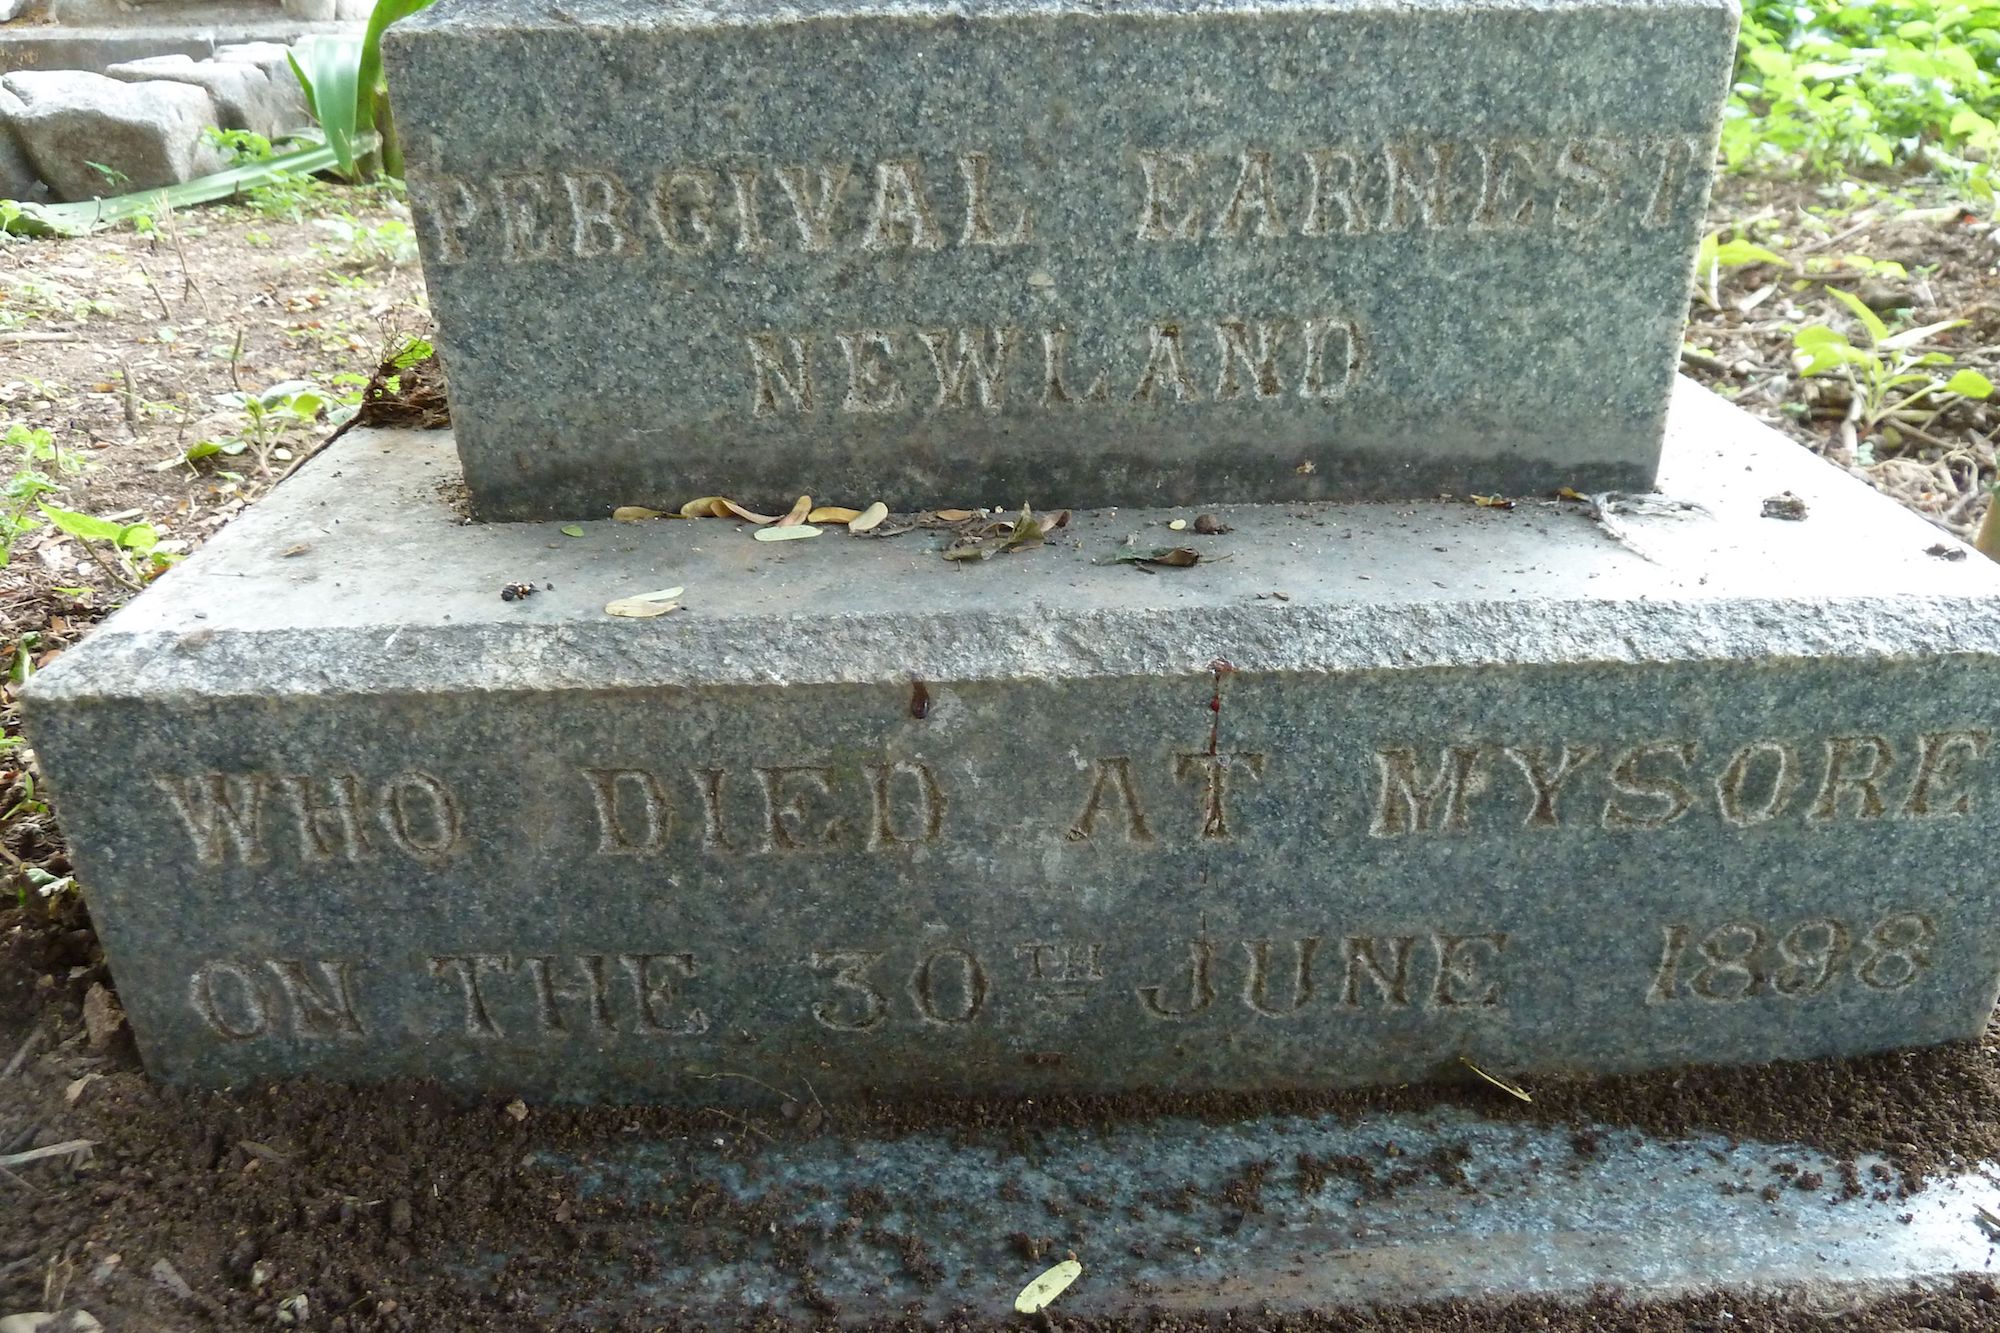 PERCIVAL EARNEST
NEWLAND
WHO DIED AT MYSORE
ON THE 30TH JUNE 1898